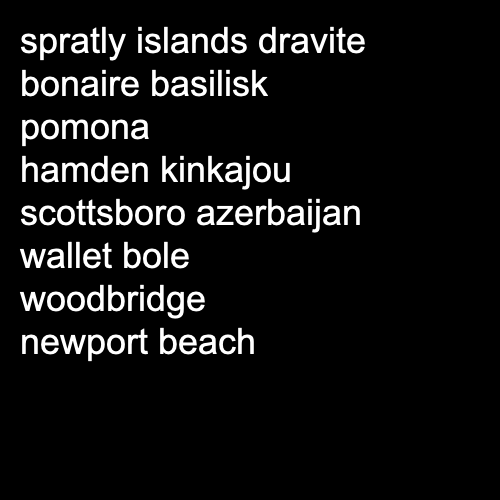 spratly islands dravite
bonaire basilisk
pomona
hamden kinkajou
scottsboro azerbaijan
wallet bole
woodbridge
newport beach